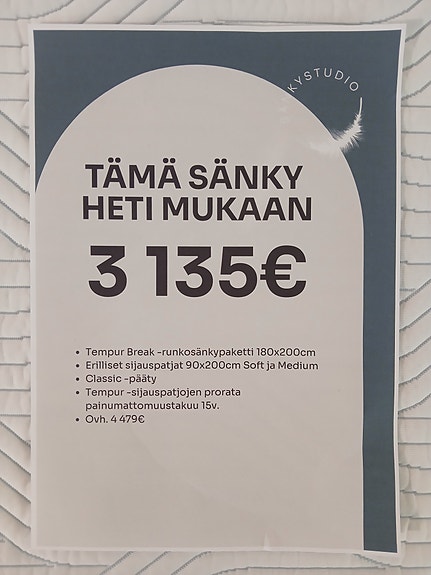 KYSTUDIO
TÄMÄ SÄNKY
HETI MUKAAN
3 135€
• Tempur Break -runkosänkypaketti 180x200cm
• Erilliset sijauspatjat 90x200cm Soft ja Medium
• Classic -pääty
• Tempur -sijauspatjojen prorata
painumattomuustakuu 15v.
• Ovh. 4 479€